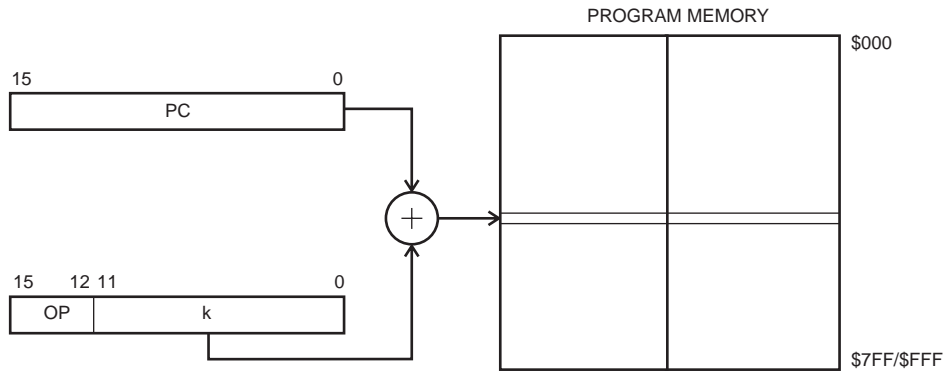 PROGRAM MEMORY
$000
15 0
PC
+
15 12 11 0
OP k
$7FF/$FFF